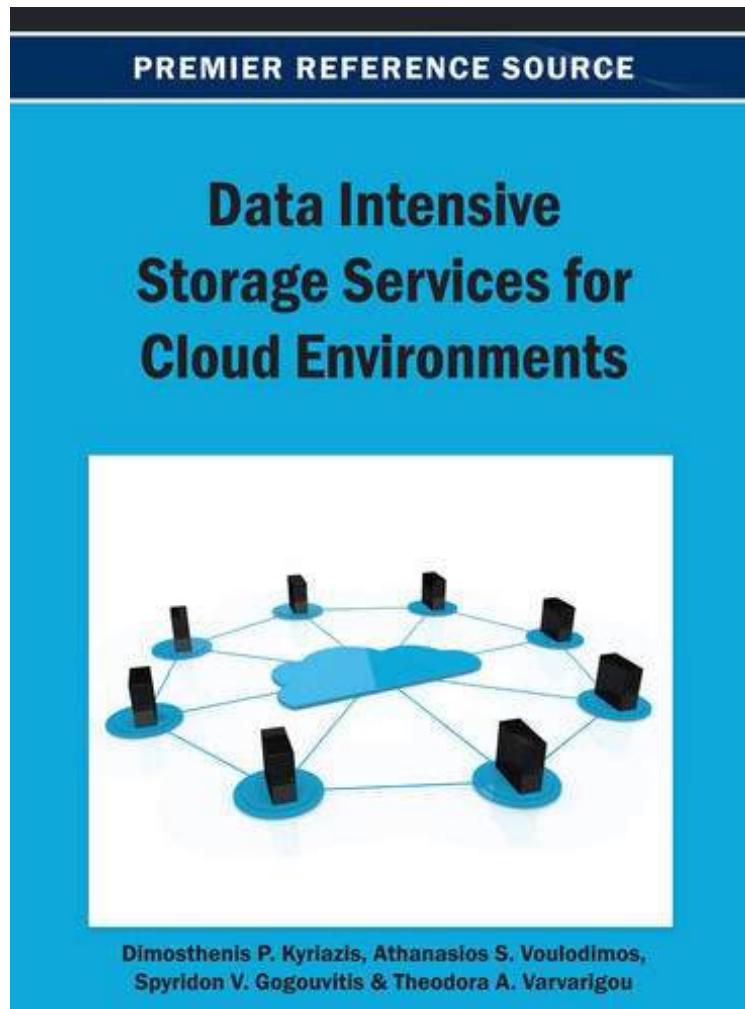 PREMIER REFERENCE SOURCE
Data Intensive
Storage Services for
Cloud Environments
Dimosthenis P. Kyriazis, Athanasios S. Voulodimos,
Spyridon V. Gogouvitis & Theodora A. Varvarigou